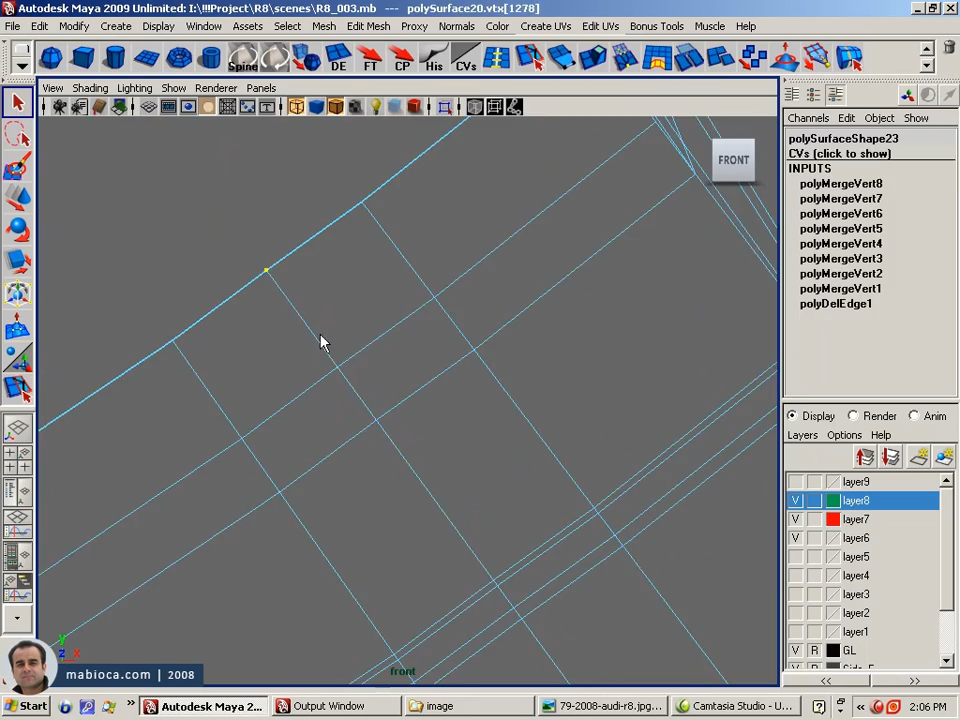 Autodesk Maya 2009 Unlimited: I:\!!!Project\R8\scenes\R8_003.mb --- polySurface20.vtx[1278]
File Edit Modify Create Display Window Assets Select Mesh Edit Mesh Proxy Normals Color Create UVs Edit UVs Bonus Tools Muscle Help
Spine DE FT CP His CVs
View Shading Lighting Show Renderer Panels
FRONT
Channels Edit Object Show
polySurfaceShape23
CVs (click to show)
INPUTS
polyMergeVert8
polyMergeVert7
polyMergeVert6
polyMergeVert5
polyMergeVert4
polyMergeVert3
polyMergeVert2
polyMergeVert1
polyDelEdge1
Display Render Anim
Layers Options Help
layer9
V layer8
V layer7
V layer6
layer5
layer4
layer3
layer2
layer1
V R GL
<< >>
y
z x
front
mabioca.com | 2008
Start Autodesk Maya 2... Output Window image 79-2008-audi-r8.jpg... Camtasia Studio - U... 2:06 PM